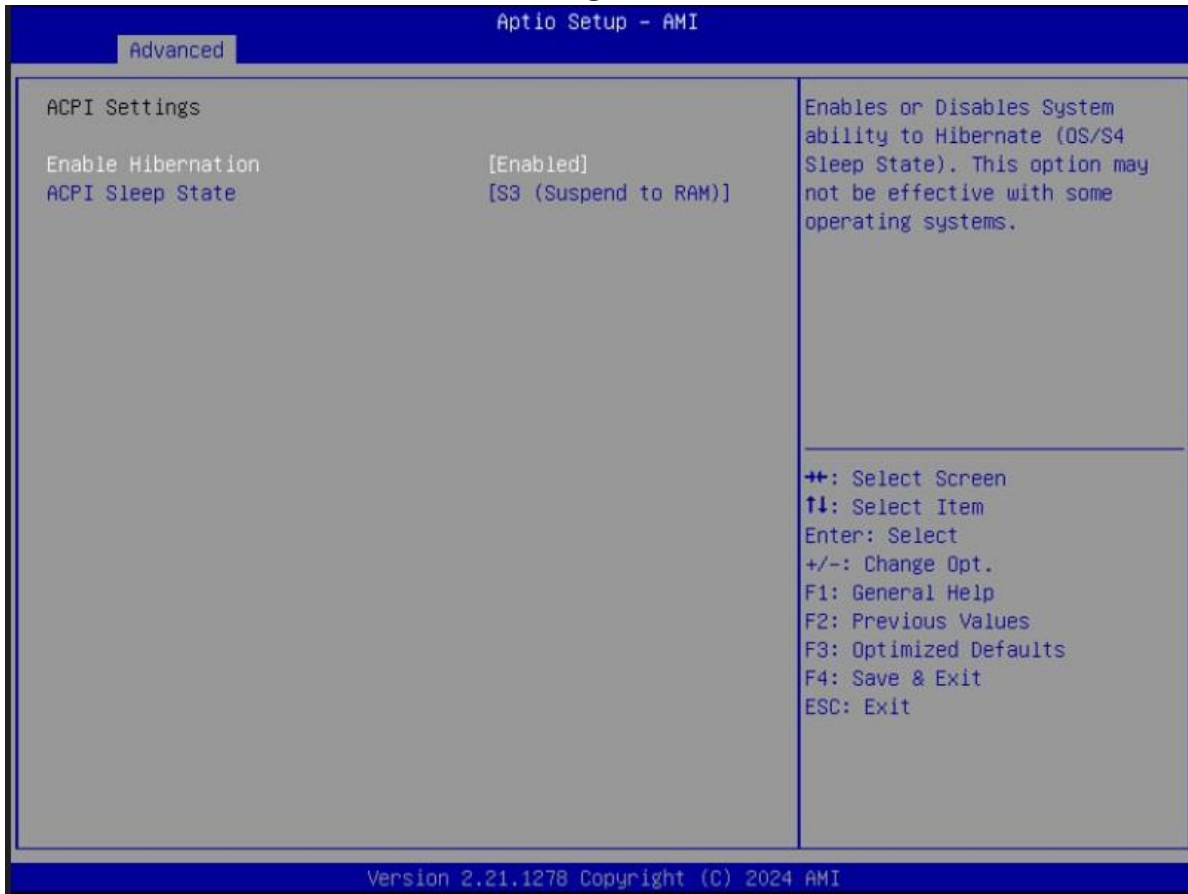 Aptio Setup – AMI
Advanced
ACPI Settings
Enable Hibernation [Enabled]
ACPI Sleep State [S3 (Suspend to RAM)]
Enables or Disables System
ability to Hibernate (OS/S4
Sleep State). This option may
not be effective with some
operating systems.
→←: Select Screen
↑↓: Select Item
Enter: Select
+/-: Change Opt.
F1: General Help
F2: Previous Values
F3: Optimized Defaults
F4: Save & Exit
ESC: Exit
Version 2.21.1278 Copyright (C) 2024 AMI